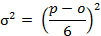 σ² = ((p − o)/6)²